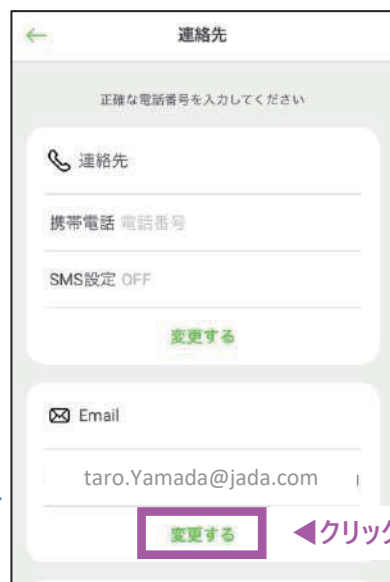 連絡先
正確な電話番号を入力してください
連絡先
携帯電話 電話番号
SMS設定 OFF
変更する
Email
taro.Yamada@jada.com
変更する ◀クリック